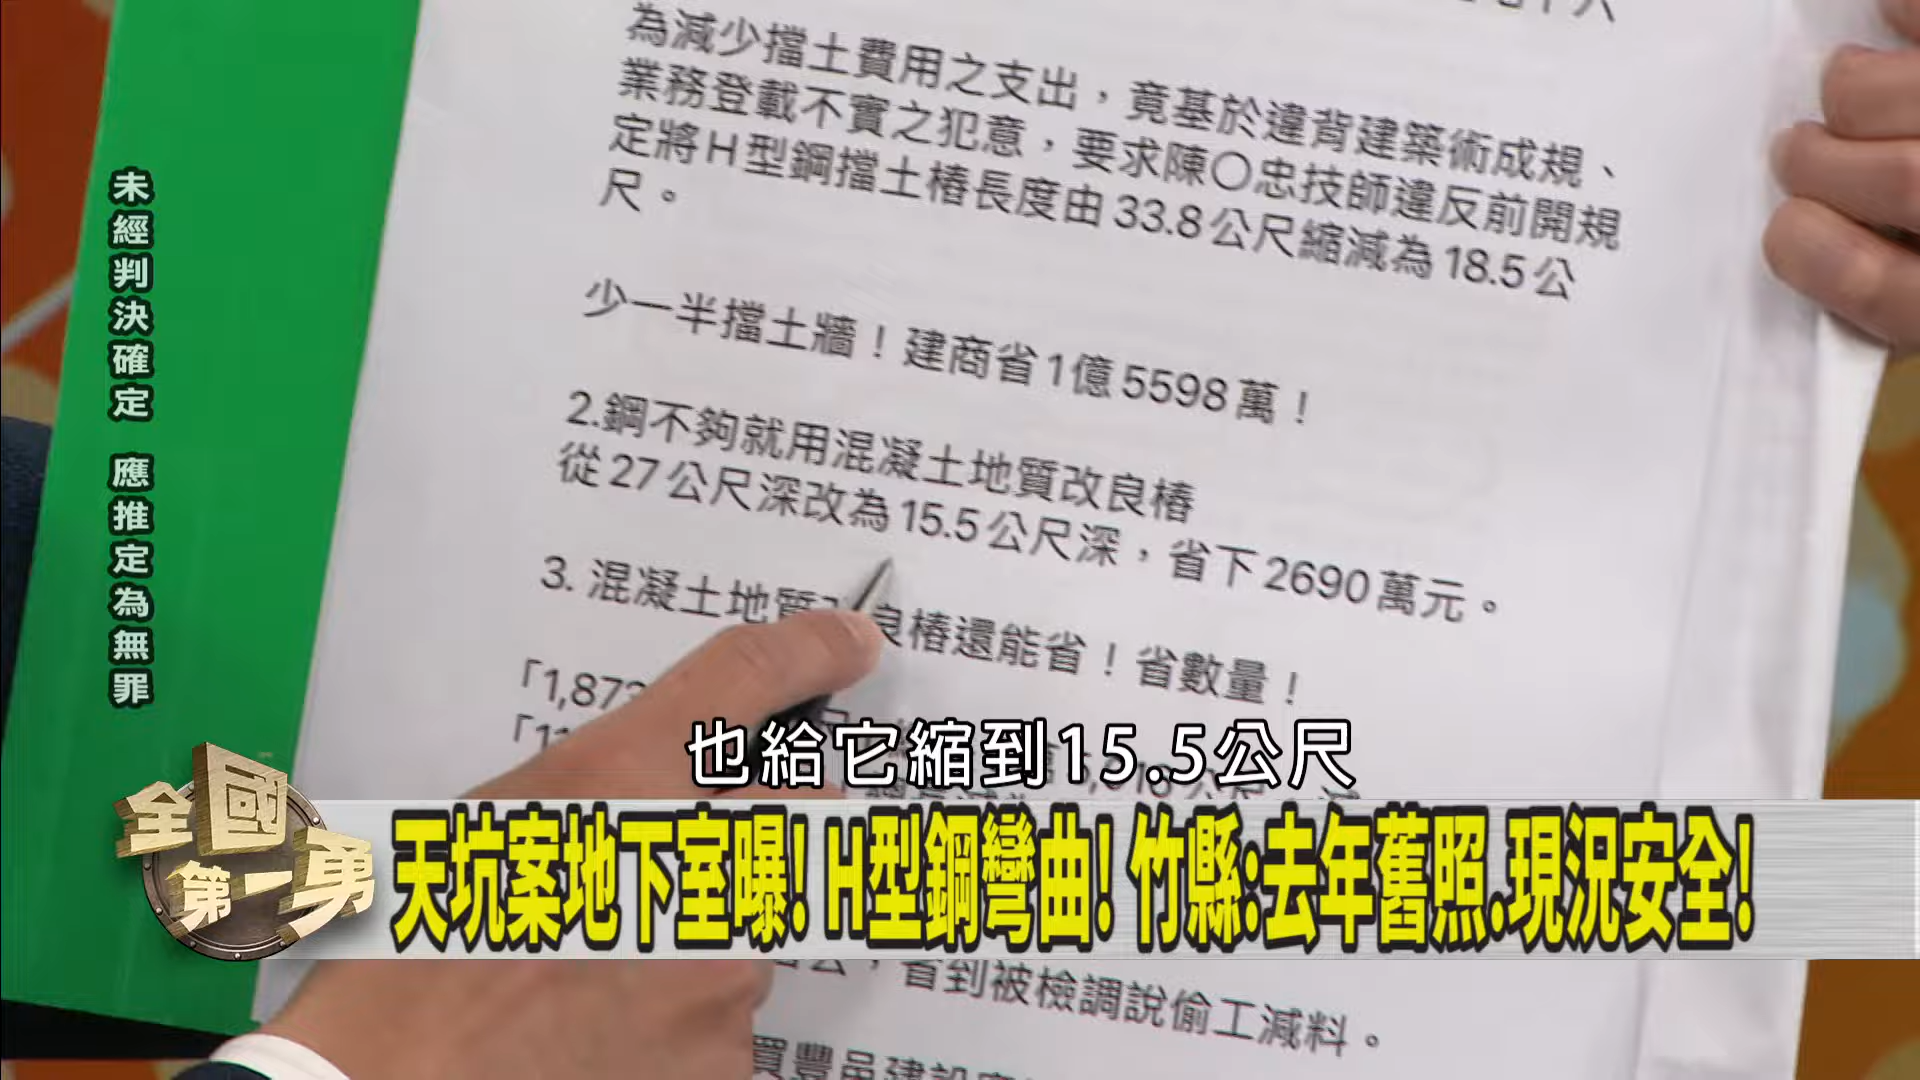 為減少擋土費用之支出，竟基於違背建築術成規、
業務登載不實之犯意，要求陳〇忠技師違反前開規
定將H型鋼擋土樁長度由33.8公尺縮減為18.5公
尺。
少一半擋土牆！建商省1億5598萬！
2.鋼不夠就用混凝土地質改良樁
從27公尺深改為15.5公尺深，省下2690萬元。
3. 混凝土地質改良樁還能省！省數量！
「1,873
「11
省到被檢調說偷工減料。
未經判決確定 應推定為無罪
也給它縮到15.5公尺
全國第一勇
天坑案地下室曝！H型鋼彎曲！竹縣:去年舊照.現況安全！